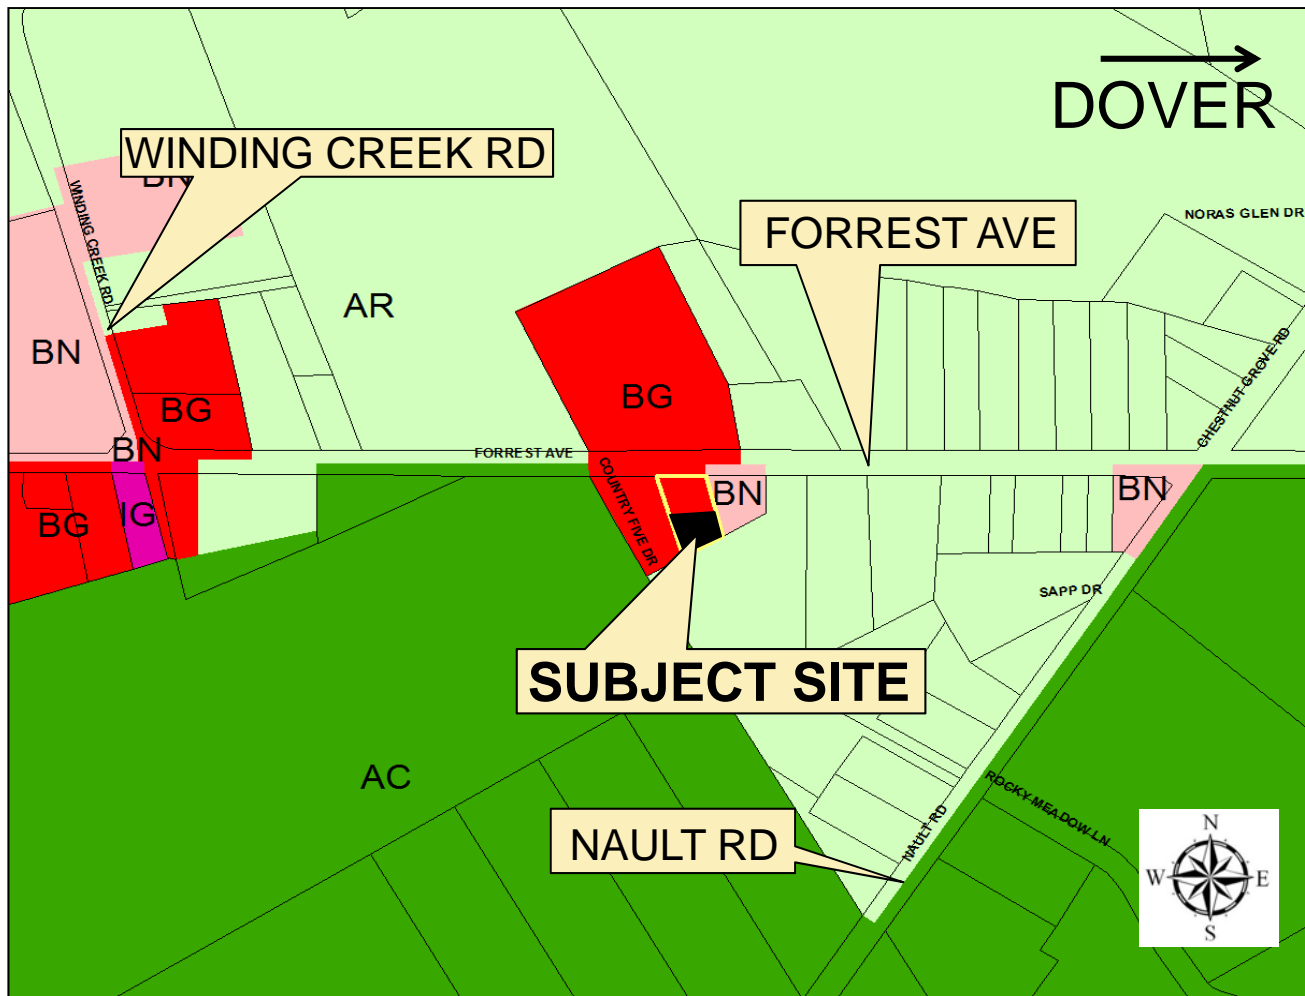 DOVER
WINDING CREEK RD
BN
WINDING CREEK RD
FORREST AVE
NORAS GLEN DR
AR
BN
BG
BG
CHESTNUT GROVE RD
BN
FORREST AVE
COUNTRY FIVE DR
BN
BN
BG
IG
SAPP DR
SUBJECT SITE
AC
ROCKY MEADOW LN
NAULT RD
NAULT RD
N
W
E
S